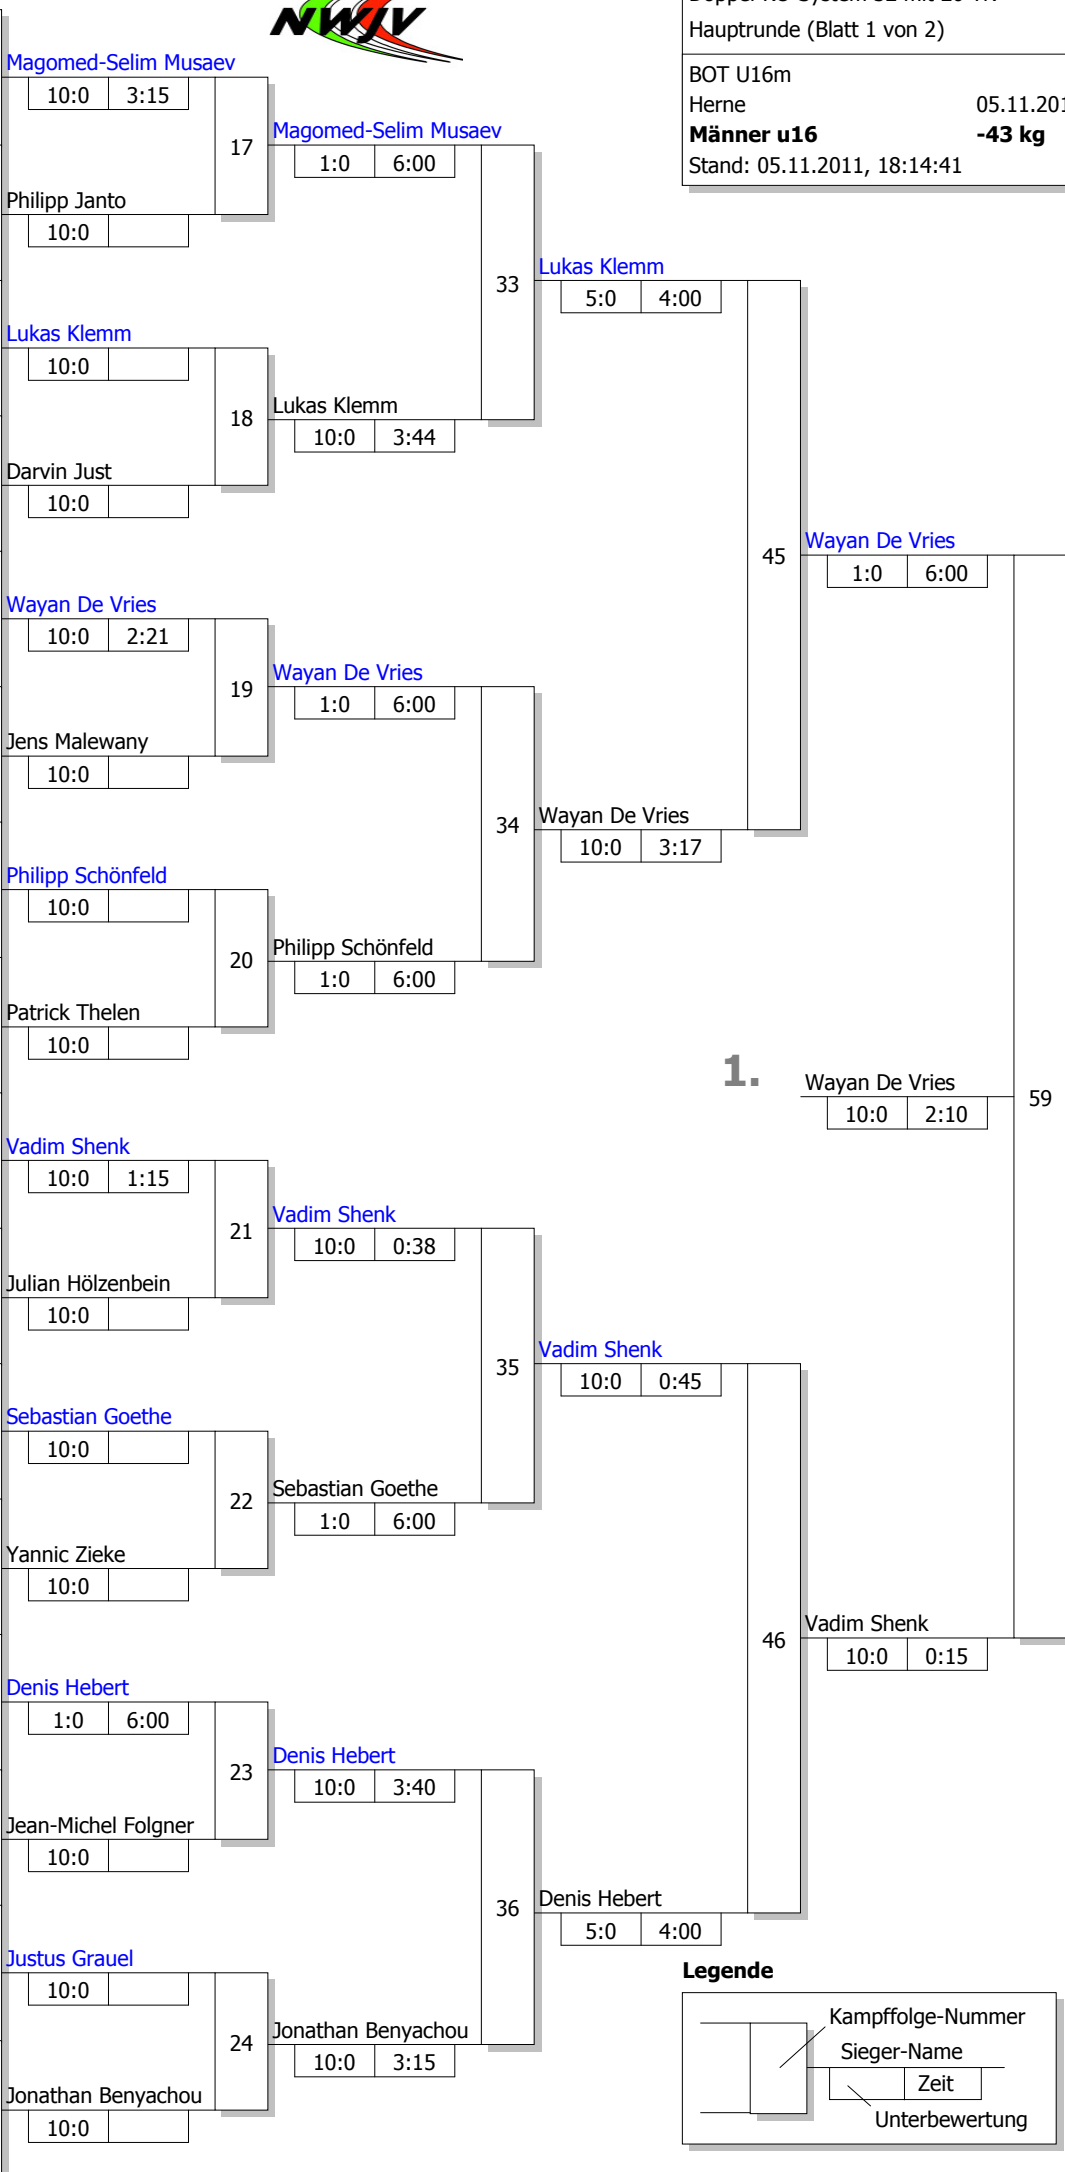 NWJV
Hauptrunde (Blatt 1 von 2)
BOT U16m
Herne 05.11.201
Männer u16 -43 kg
Stand: 05.11.2011, 18:14:41
Magomed-Selim Musaev
10:0 3:15
17
Philipp Janto
10:0
Lukas Klemm
10:0
18
Darvin Just
10:0
Wayan De Vries
10:0 2:21
19
Jens Malewany
10:0
Philipp Schönfeld
10:0
20
Patrick Thelen
10:0
Vadim Shenk
10:0 1:15
21
Julian Hölzenbein
10:0
Sebastian Goethe
10:0
22
Yannic Zieke
10:0
Denis Hebert
1:0 6:00
23
Jean-Michel Folgner
10:0
Justus Grauel
10:0
24
Jonathan Benyachou
10:0
Magomed-Selim Musaev
1:0 6:00
33
Lukas Klemm
10:0 3:44
Wayan De Vries
1:0 6:00
34
Philipp Schönfeld
1:0 6:00
Vadim Shenk
10:0 0:38
35
Sebastian Goethe
1:0 6:00
Denis Hebert
10:0 3:40
36
Jonathan Benyachou
10:0 3:15
Lukas Klemm
5:0 4:00
45
Wayan De Vries
10:0 3:17
Vadim Shenk
10:0 0:45
46
Denis Hebert
5:0 4:00
Wayan De Vries
1:0 6:00
1.
Wayan De Vries
10:0 2:10
59
Vadim Shenk
10:0 0:15
Legende
Kampffolge-Nummer
Sieger-Name
Zeit
Unterbewertung